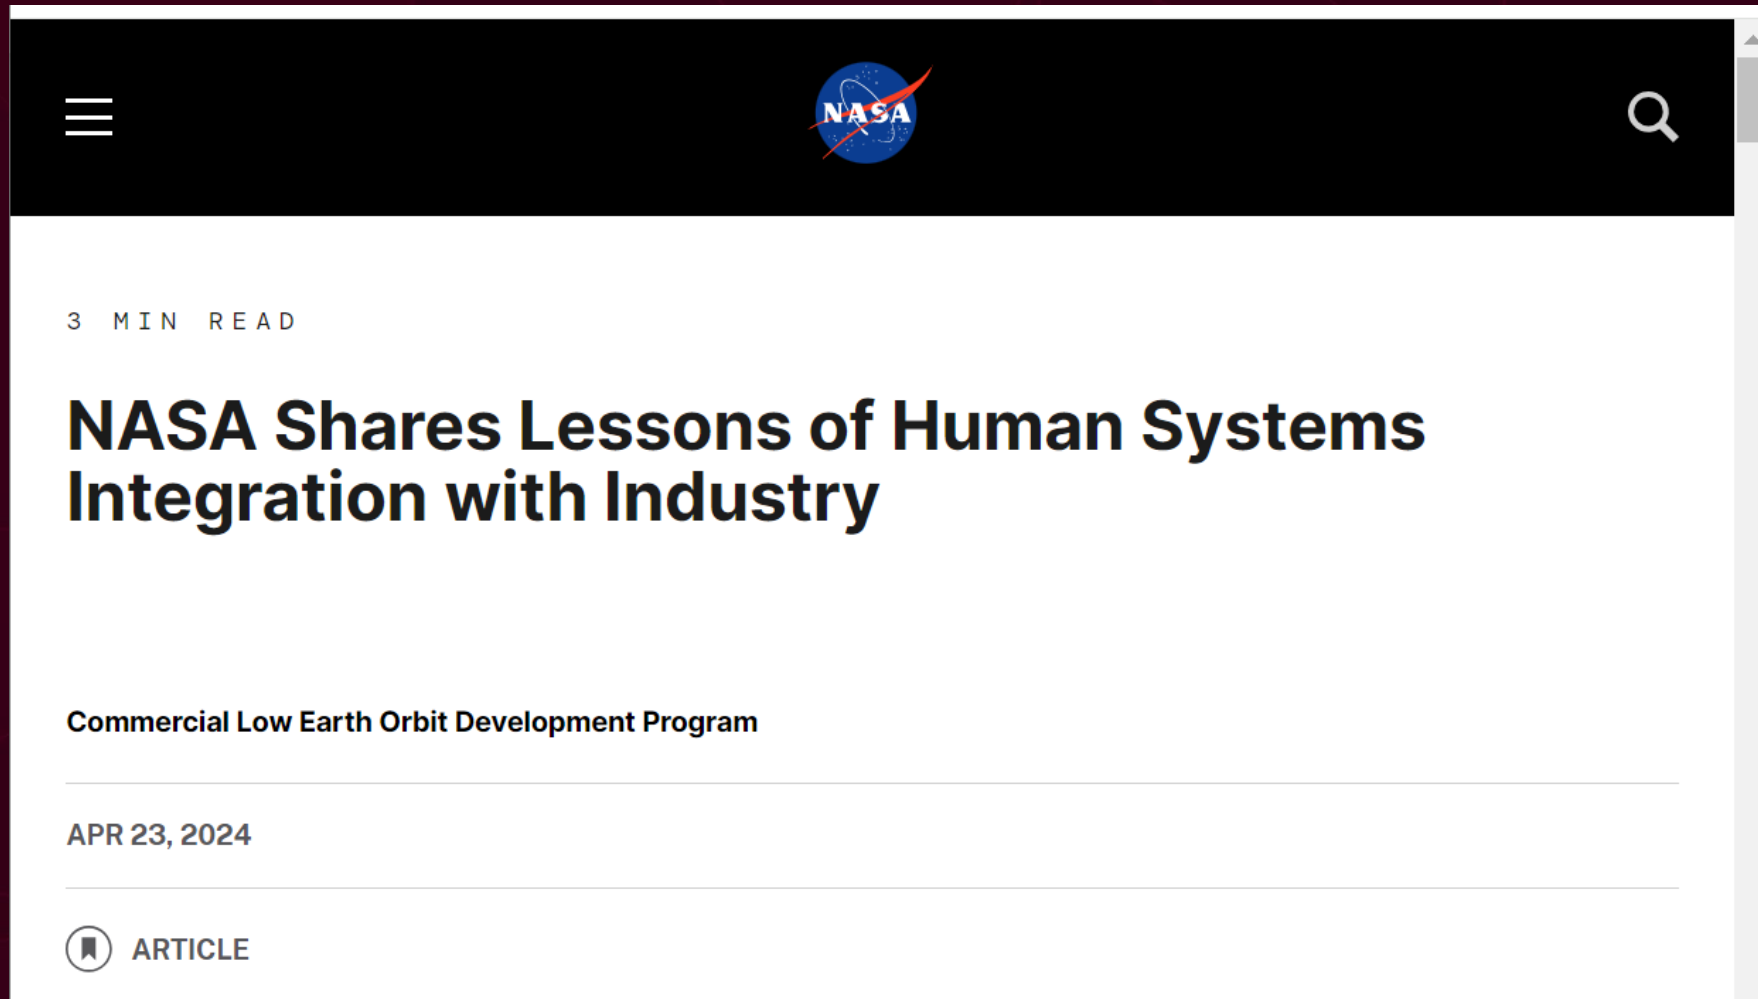 NASA
3 MIN READ
NASA Shares Lessons of Human Systems
Integration with Industry
Commercial Low Earth Orbit Development Program
APR 23, 2024
ARTICLE